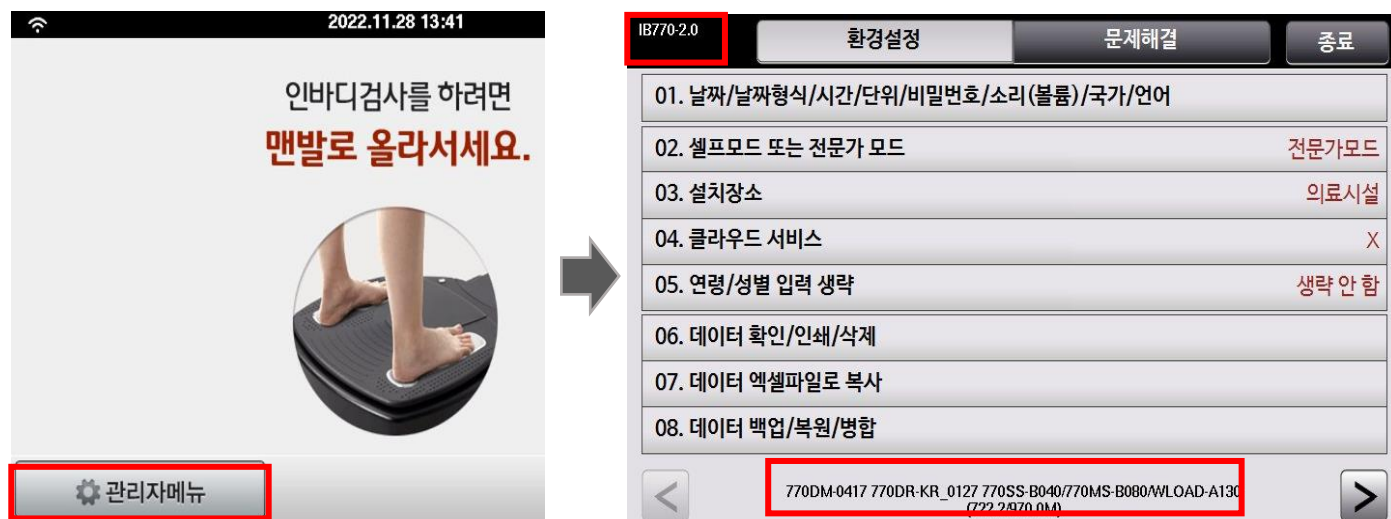 2022.11.28 13:41
인바디검사를 하려면
맨발로 올라서세요.
관리자메뉴
IB770-2.0
환경설정
문제해결
종료
01. 날짜/날짜형식/시간/단위/비밀번호/소리(볼륨)/국가/언어
02. 셀프모드 또는 전문가 모드 전문가모드
03. 설치장소 의료시설
04. 클라우드 서비스 X
05. 연령/성별 입력 생략 생략 안 함
06. 데이터 확인/인쇄/삭제
07. 데이터 엑셀파일로 복사
08. 데이터 백업/복원/병합
770DM-0417 770DR-KR_0127 770SS-B040/770MS-B080/WLOAD-A130
(722.2/970.0M)